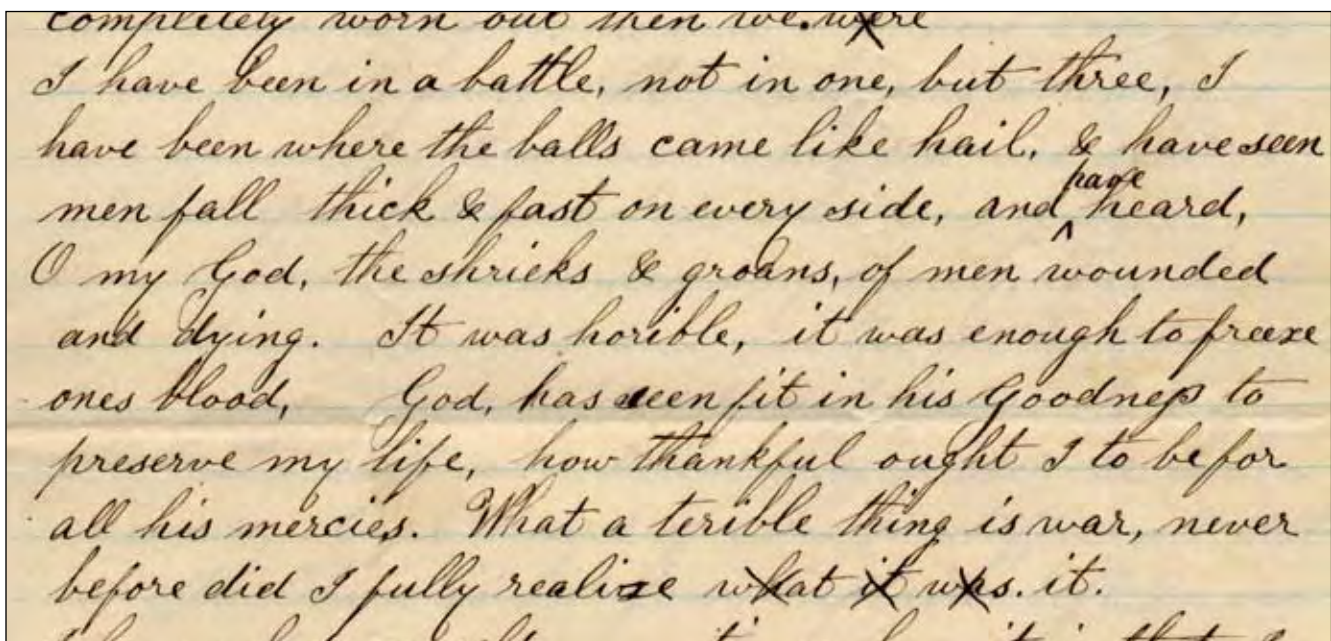 completely worn out then we. were
I have been in a battle, not in one, but three, I
have been where the balls came like hail, & have seen
men fall thick & fast on every side, and have heard,
O my God, the shrieks & groans, of men wounded
and dying. It was horible, it was enough to freeze
ones blood, God, has seen fit in his Goodness to
preserve my life, how thankful ought I to be for
all his mercies. What a terible thing is war, never
before did I fully realize what it was. it.